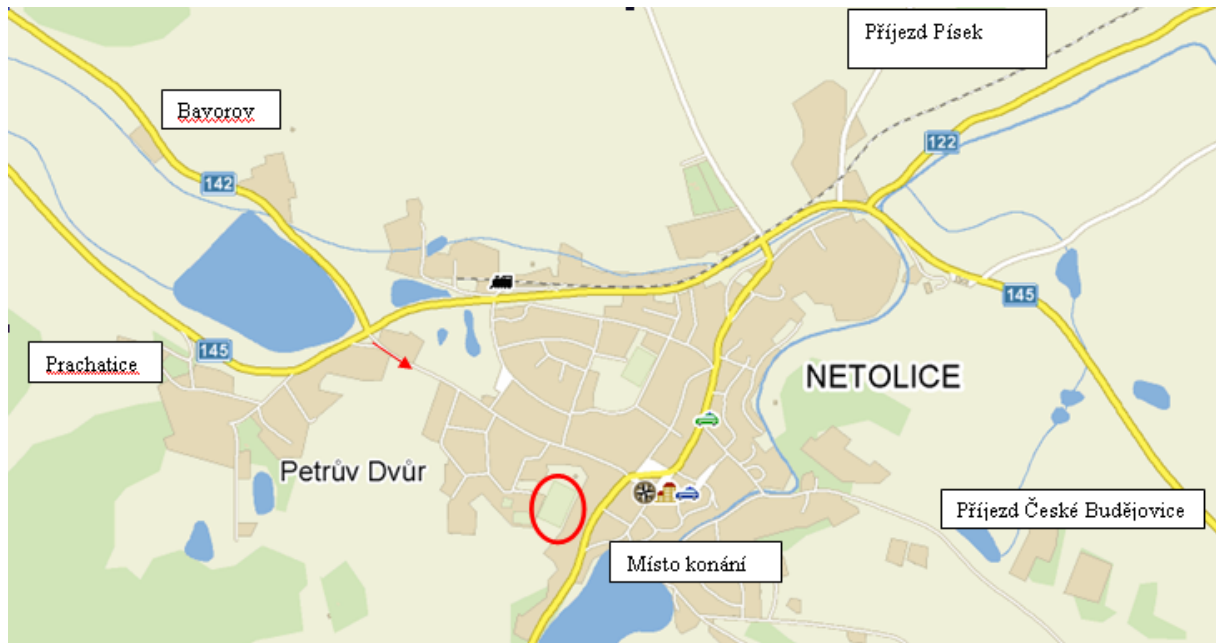 Příjezd Písek
Bavorov
122
142
145
145
Prachatice
NETOLICE
Petrův Dvůr
Příjezd České Budějovice
Místo konání